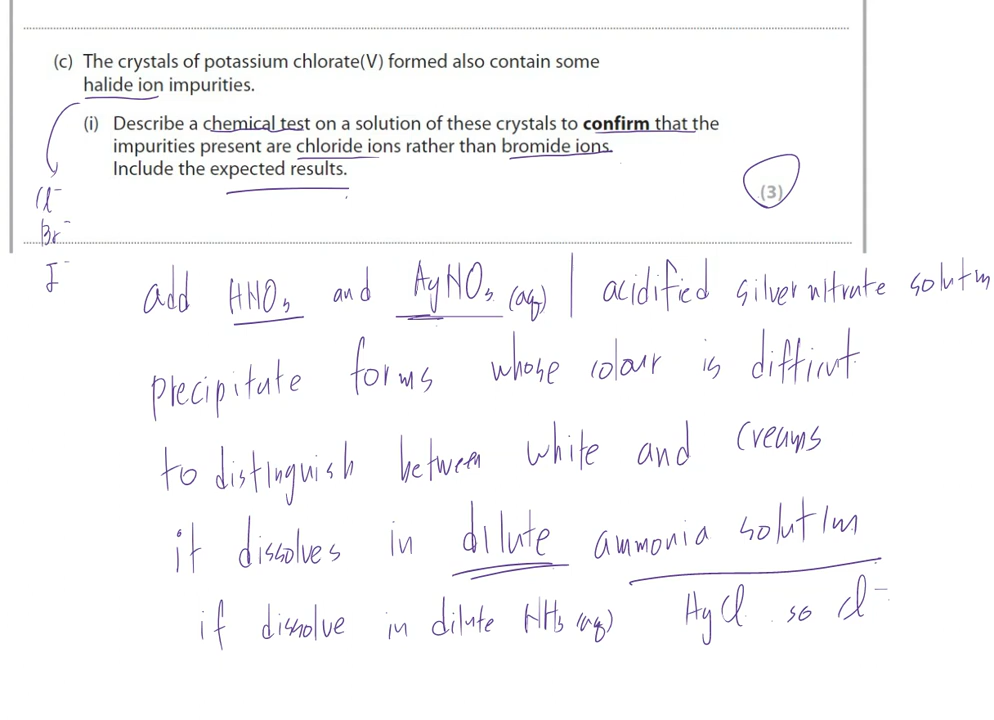 (c) The crystals of potassium chlorate(V) formed also contain some
halide ion impurities.
(i) Describe a chemical test on a solution of these crystals to confirm that the
impurities present are chloride ions rather than bromide ions.
Include the expected results.
(3)
Cl⁻
Br⁻
I⁻
add HNO₃ and AgNO₃ (aq) | acidified silver nitrate solution
precipitate forms whose colour is difficut
to distinguish between white and creams
it dissolves in dilute ammonia solution
if dissolve in dilute NH₃ (aq) AgCl so Cl⁻